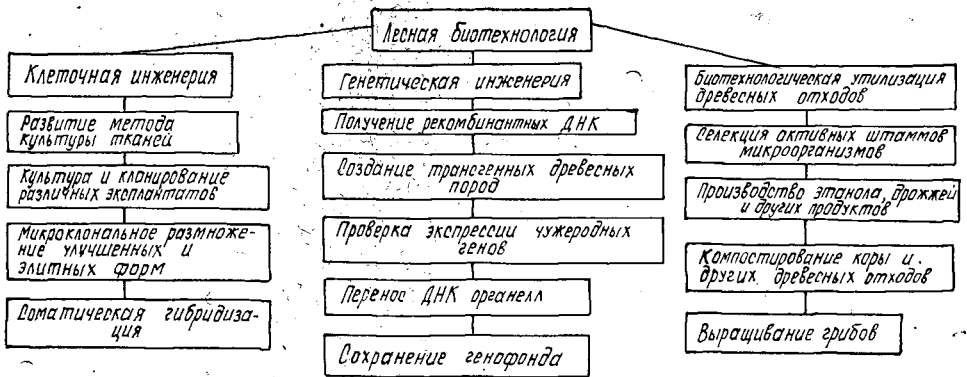 Лесная биотехнология
Клеточная инженерия
Развитие метода
культуры тканей
Культура и клонирование
различных эксплантатов
Микроклональное размноже-
ние улучшенных и
элитных форм
Соматическая гибридиза-
ция
Генетическая инженерия
Получение рекомбинантных ДНК
Создание трансгенных древесных
пород
Проверка экспрессии чужеродных
генов
Перенос ДНК органелл
Сохранение генофонда
Биотехнологическая утилизация
древесных отходов
Селекция активных штаммов
микроорганизмов
Производство этанола, дрожжей
и других продуктов
Компостирование коры и
других древесных отходов
Выращивание грибов